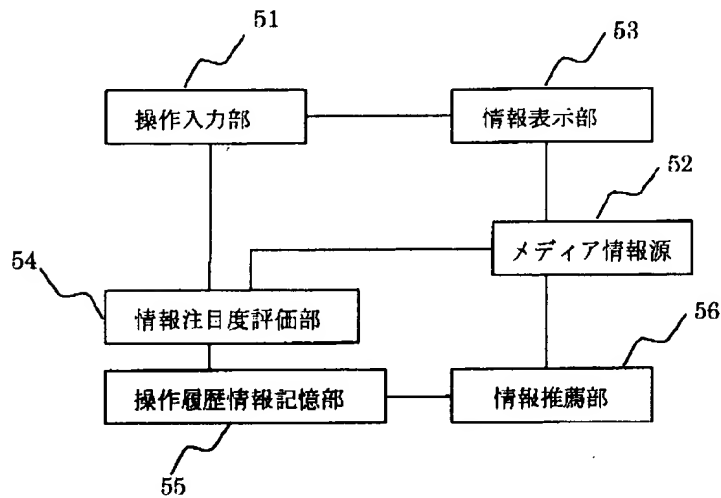 51
53
操作入力部
情報表示部
52
メディア情報源
54
情報注目度評価部
56
操作履歴情報記憶部
情報推薦部
55